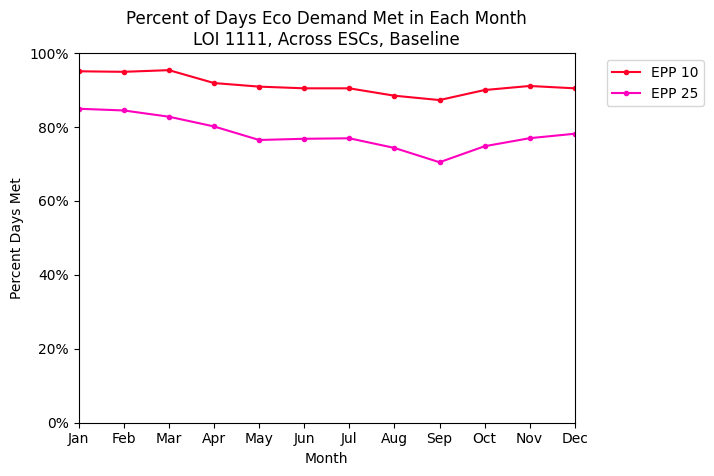 Percent of Days Eco Demand Met in Each Month
LOI 1111, Across ESCs, Baseline
100%
80%
60%
40%
20%
0%
Percent Days Met
Jan Feb Mar Apr May Jun Jul Aug Sep Oct Nov Dec
Month
EPP 10
EPP 25